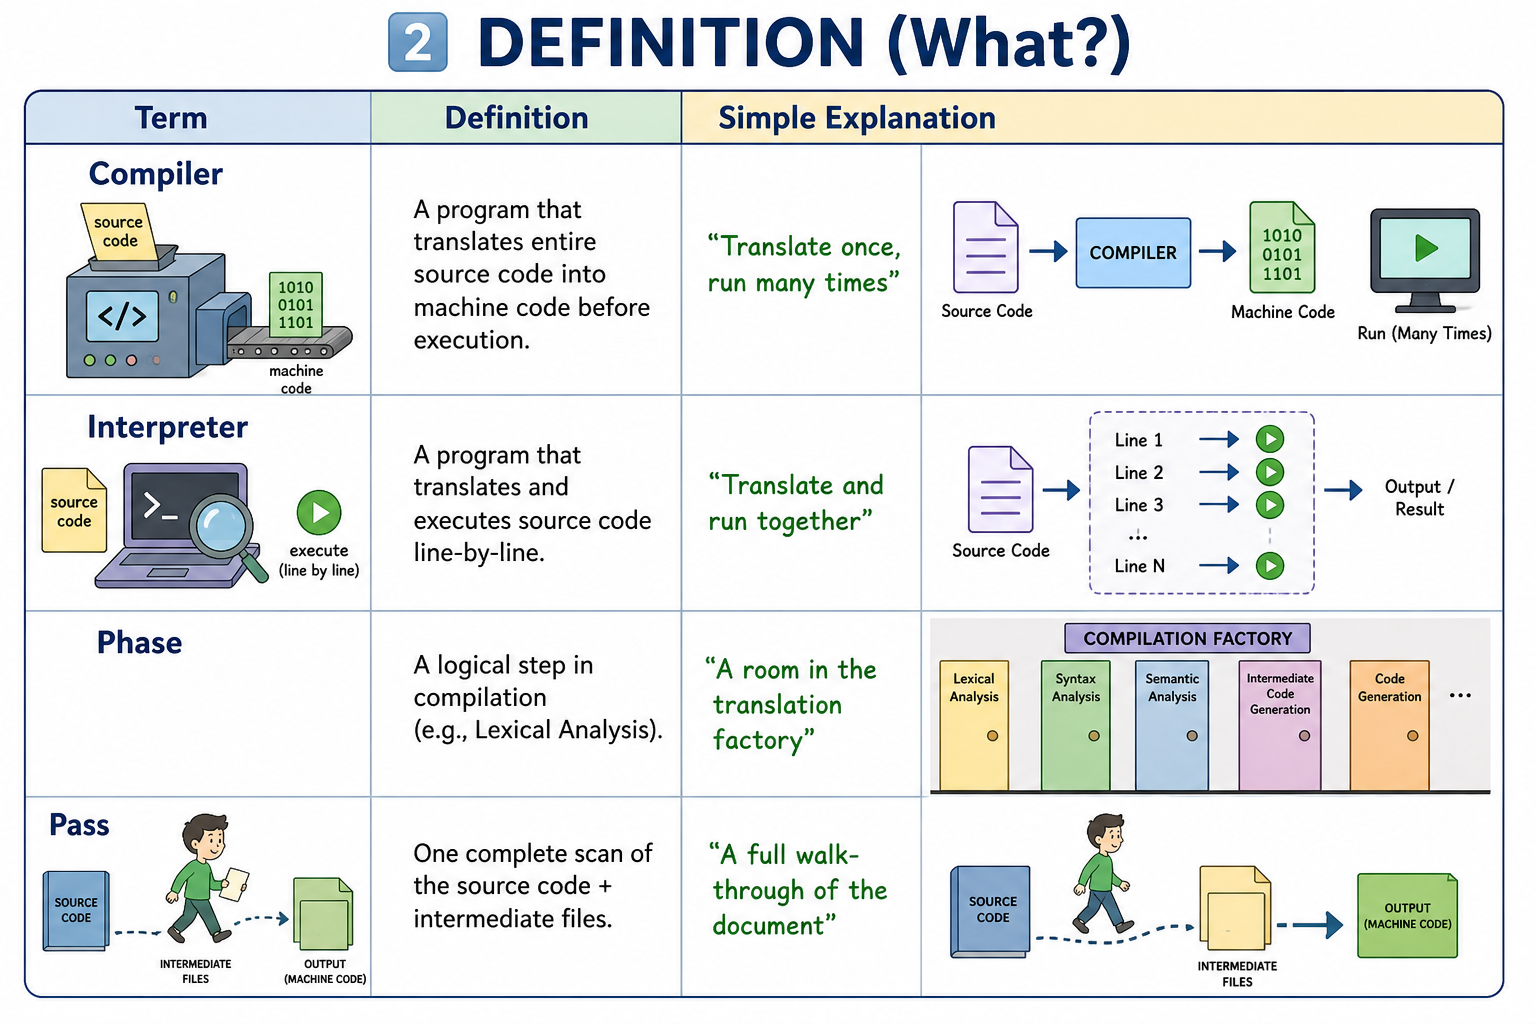 2 DEFINITION (What?)
Term
Definition
Simple Explanation
Compiler
source
code
</>
1010
0101
1101
machine
code
A program that
translates entire
source code into
machine code before
execution.
“Translate once,
run many times”
Source Code
COMPILER
1010
0101
1101
Machine Code
Run (Many Times)
Interpreter
source
code
>_
execute
(line by line)
A program that
translates and
executes source code
line-by-line.
“Translate and
run together”
Source Code
Line 1
Line 2
Line 3
...
Line N
Output /
Result
Phase
A logical step in
compilation
(e.g., Lexical Analysis).
“A room in the
translation
factory”
COMPILATION FACTORY
Lexical
Analysis
Syntax
Analysis
Semantic
Analysis
Intermediate
Code
Generation
Code
Generation
...
Pass
SOURCE
CODE
INTERMEDIATE
FILES
OUTPUT
(MACHINE CODE)
One complete scan of
the source code +
intermediate files.
“A full walk-
through of the
document”
SOURCE
CODE
INTERMEDIATE
FILES
OUTPUT
(MACHINE CODE)